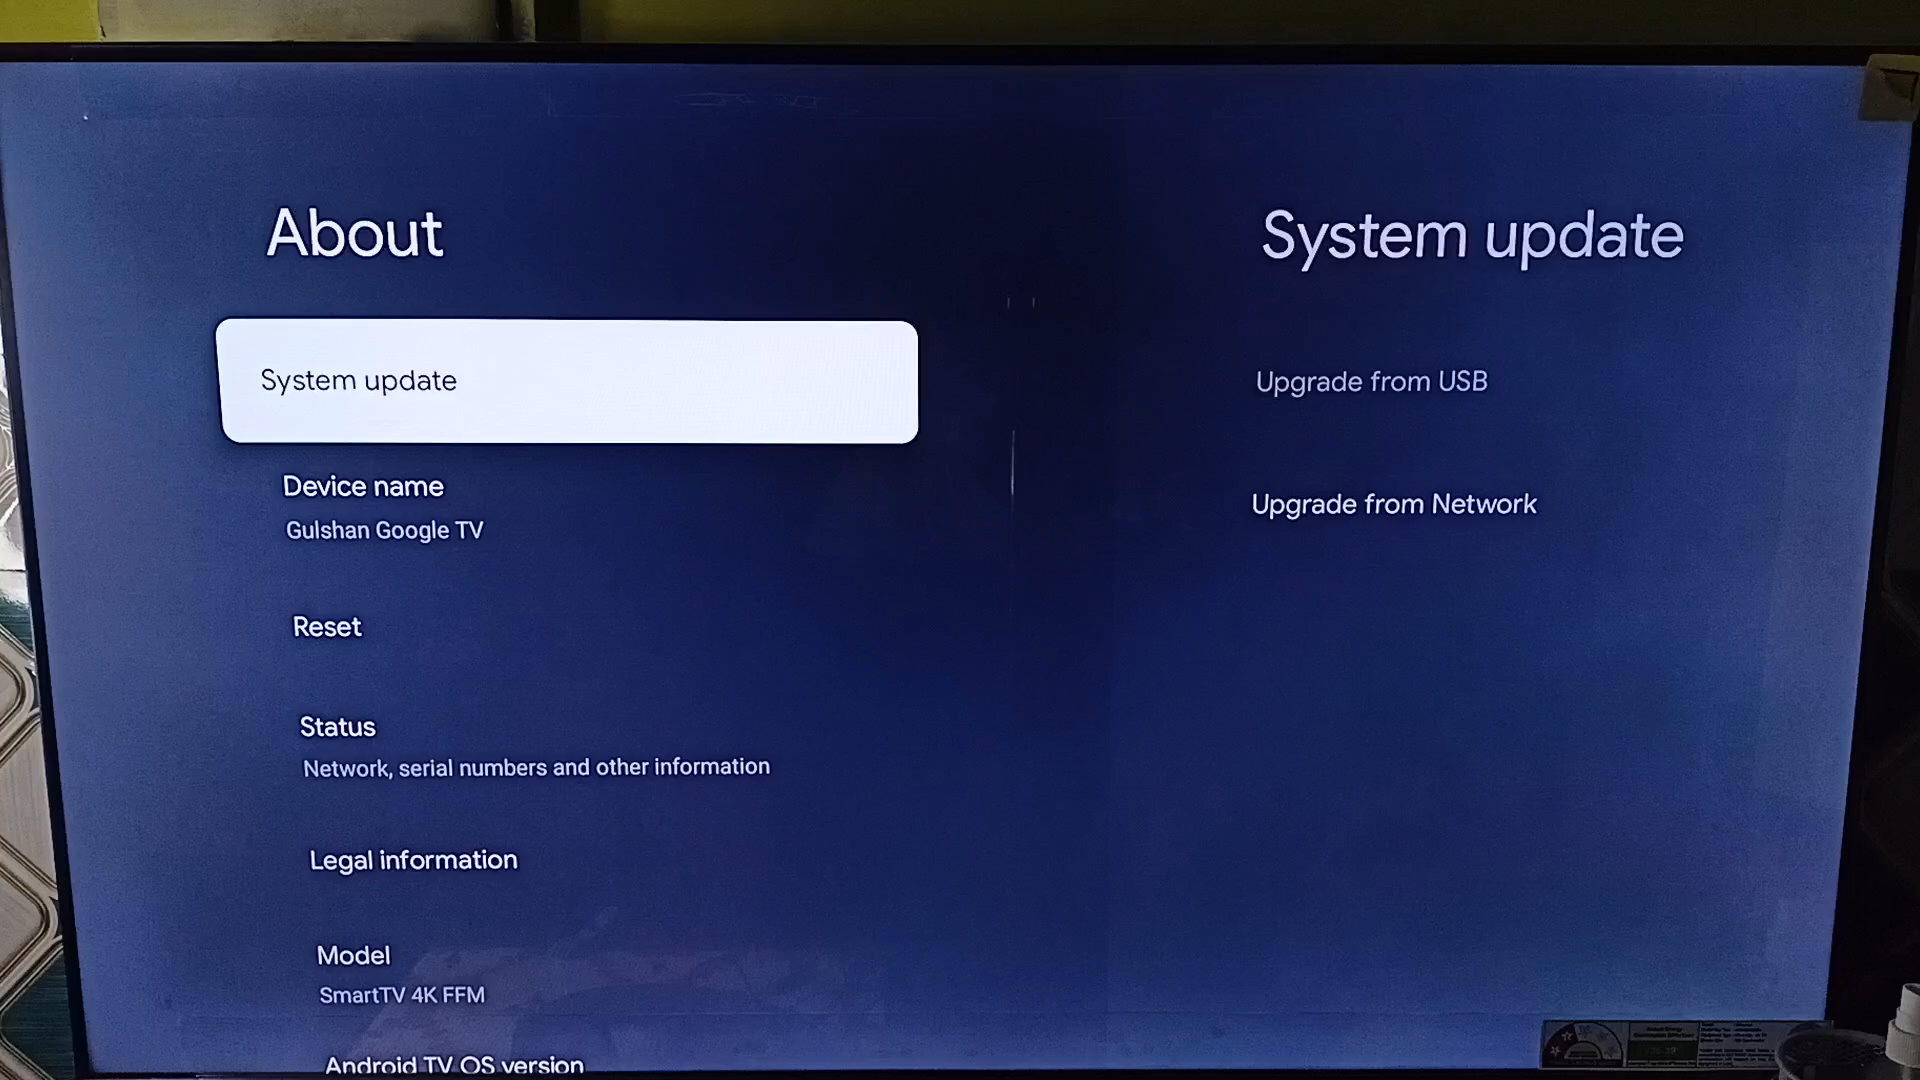 About
System update
Device name
Gulshan Google TV
Reset
Status
Network, serial numbers and other information
Legal information
Model
SmartTV 4K FFM
Android TV OS version
System update
Upgrade from USB
Upgrade from Network